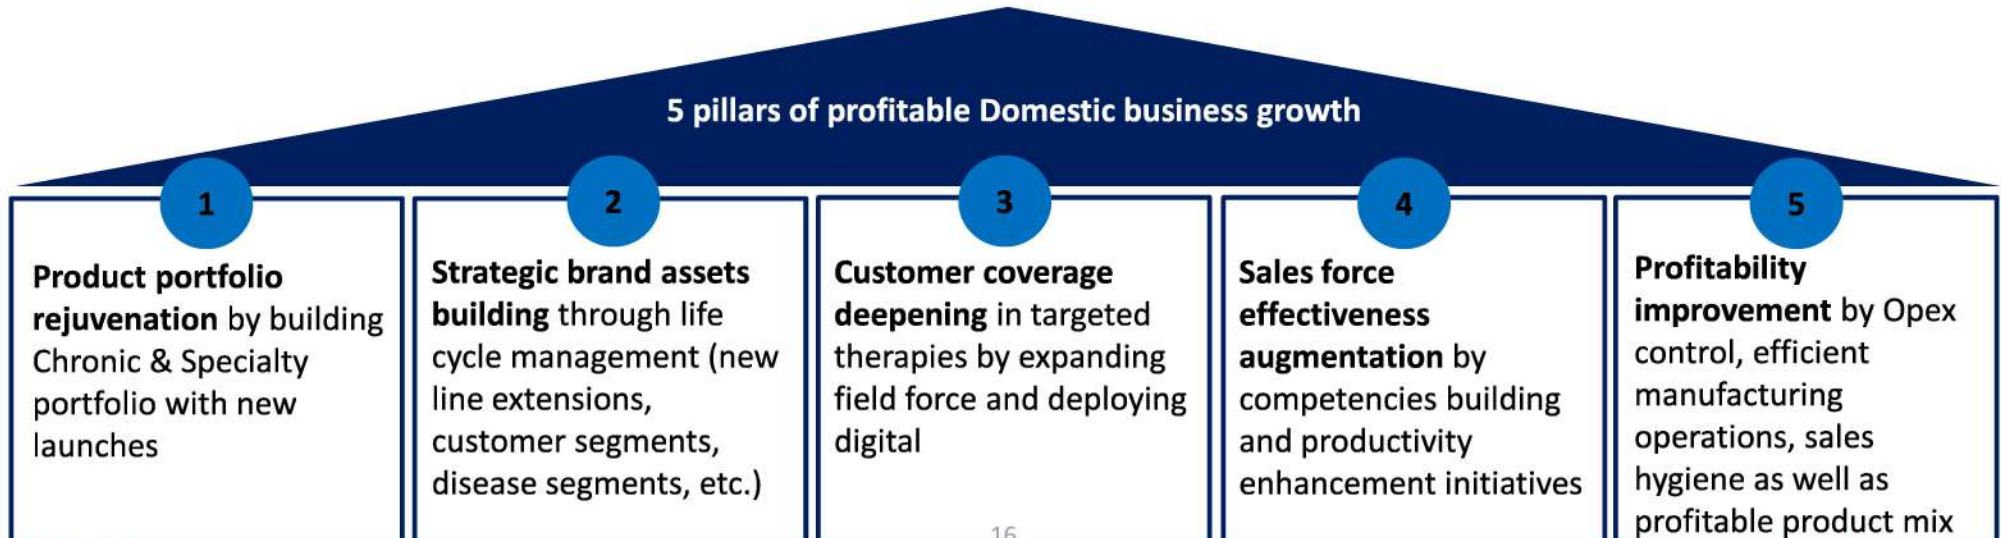 5 pillars of profitable Domestic business growth
1
Product portfolio
rejuvenation by building
Chronic & Specialty
portfolio with new
launches
2
Strategic brand assets
building through life
cycle management (new
line extensions,
customer segments,
disease segments, etc.)
3
Customer coverage
deepening in targeted
therapies by expanding
field force and deploying
digital
4
Sales force
effectiveness
augmentation by
competencies building
and productivity
enhancement initiatives
5
Profitability
improvement by Opex
control, efficient
manufacturing
operations, sales
hygiene as well as
profitable product mix
16